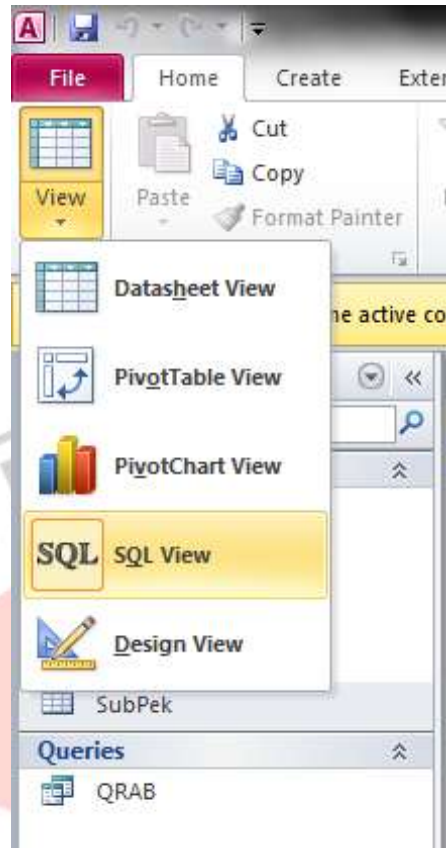 A
File Home Create Exter
View
Paste
Cut
Copy
Format Painter
Datasheet View
ne active co
PivotTable View
PivotChart View
SQL SQL View
Design View
SubPek
Queries
QRAB